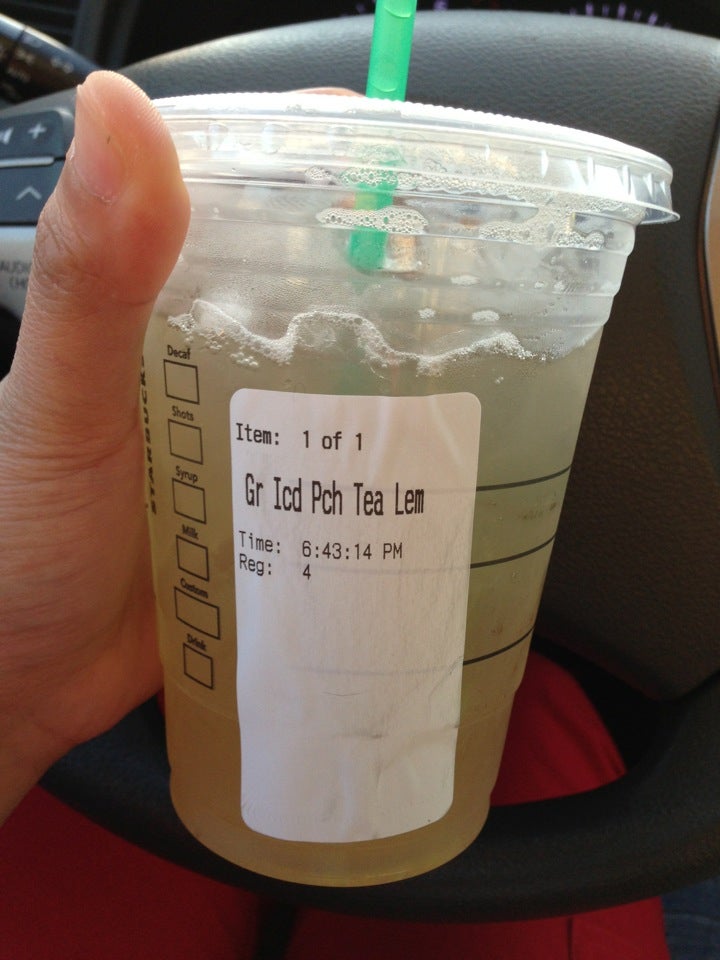 Decaf
Shots
Syrup
Milk
Custom
Drink
STARBUCKS
Item: 1 of 1
Gr Icd Pch Tea Lem
Time: 6:43:14 PM
Reg: 4